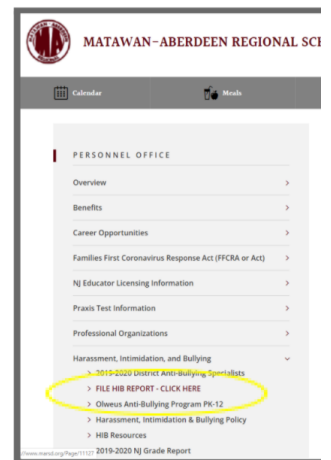 MATAWAN-ABERDEEN REGIONAL SCH
Calendar
Meals
PERSONNEL OFFICE
Overview
Benefits
Career Opportunities
Families First Coronavirus Response Act (FFCRA or Act)
NJ Educator Licensing Information
Praxis Test Information
Professional Organizations
Harassment, Intimidation, and Bullying
2019-2020 District Anti-Bullying Specialists
FILE HIB REPORT - CLICK HERE
Olweus Anti-Bullying Program PK-12
Harassment, Intimidation & Bullying Policy
HIB Resources
2019-2020 NJ Grade Report